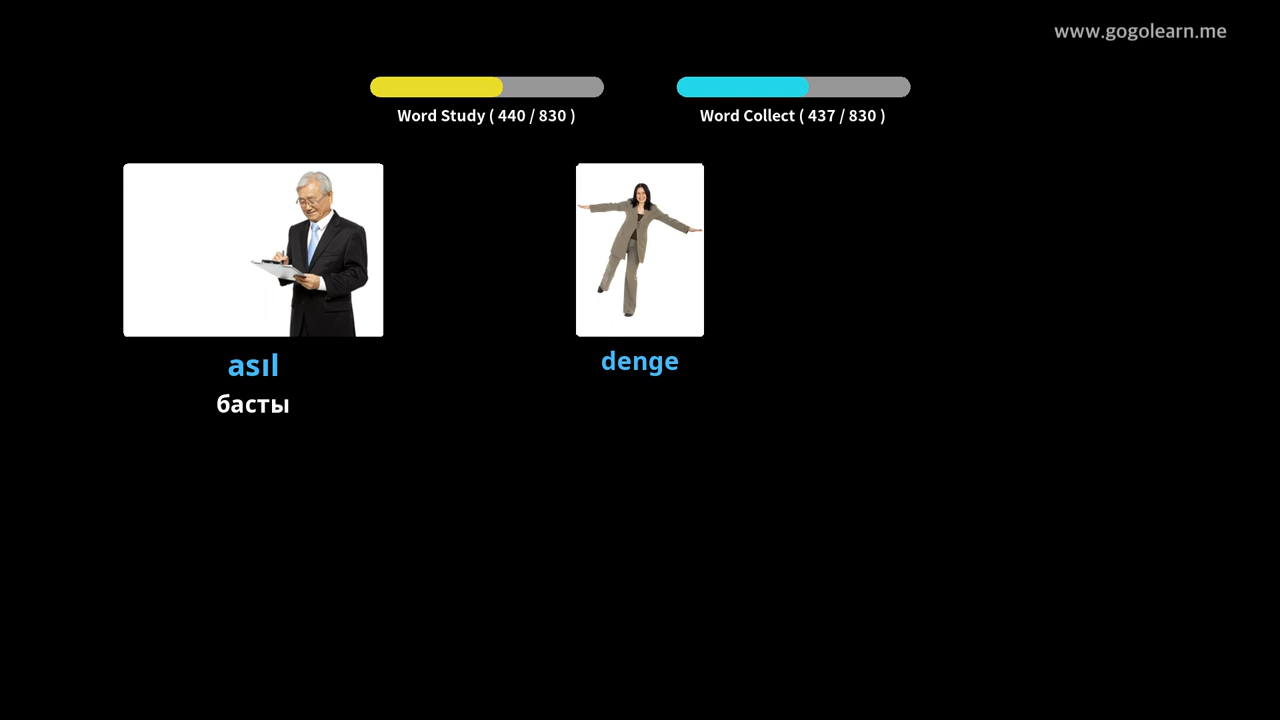 www.gogolearn.me
Word Study ( 440 / 830 )
Word Collect ( 437 / 830 )
asıl
denge
басты